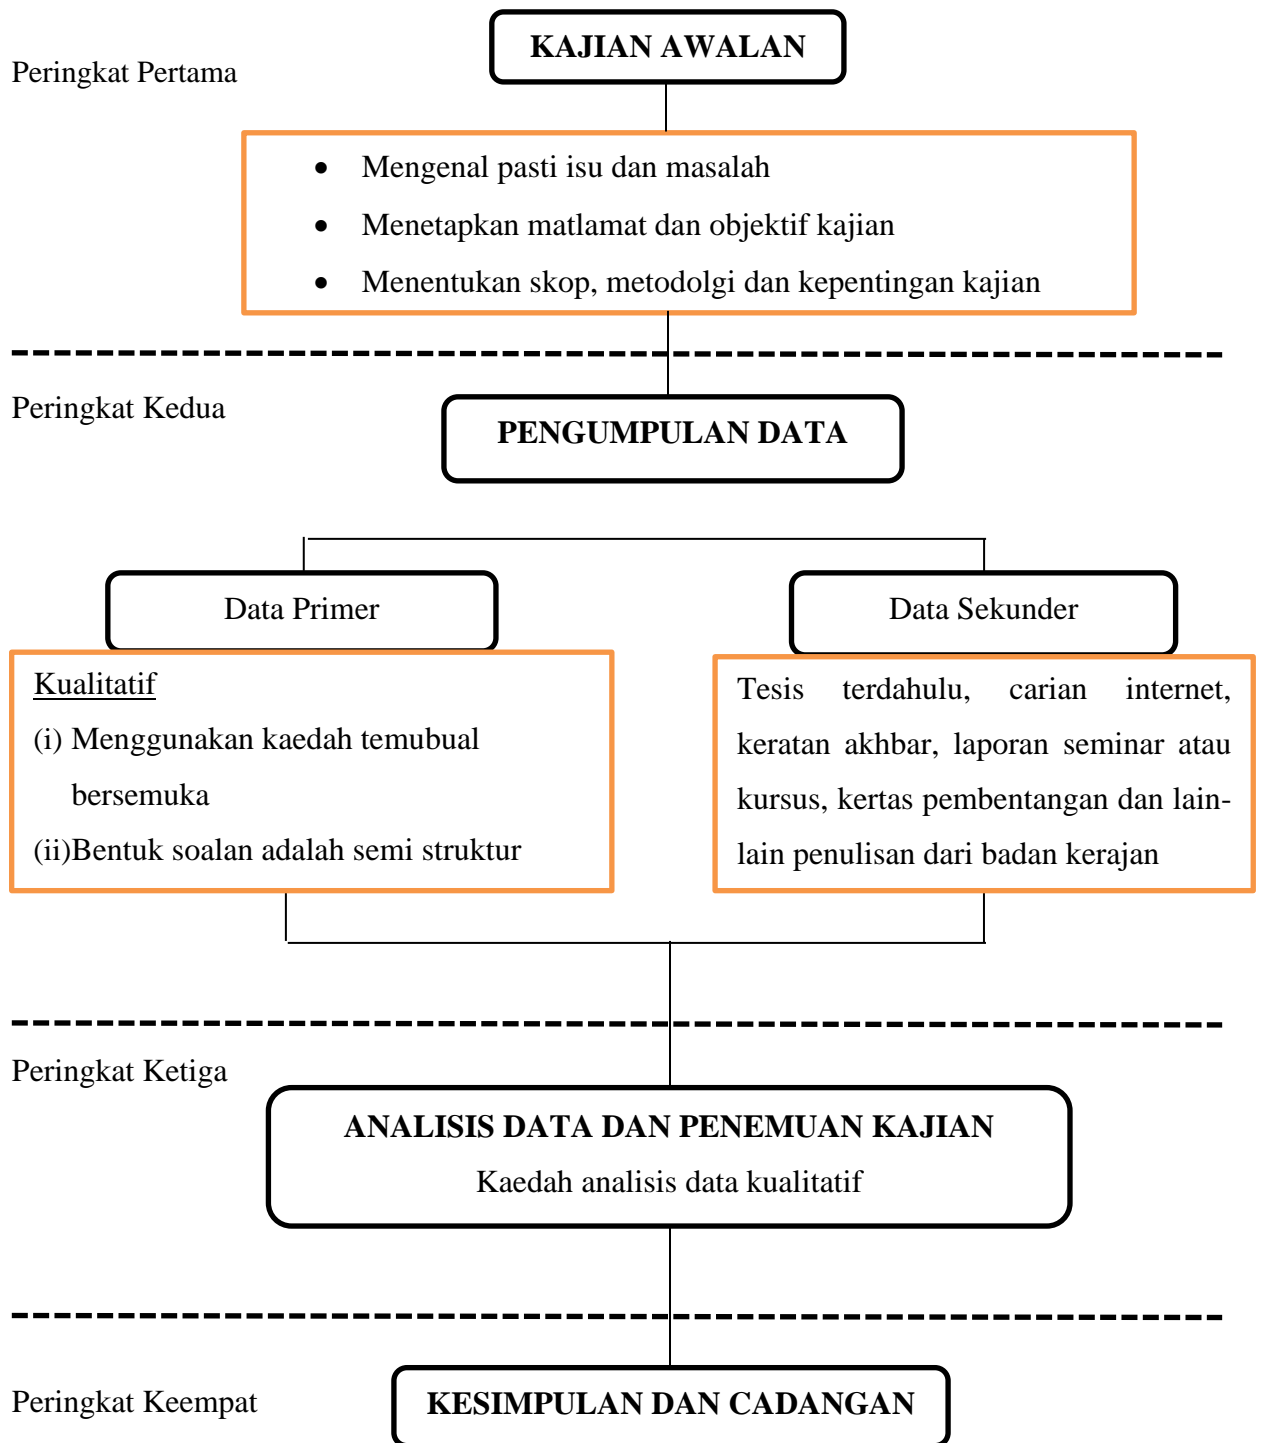 KAJIAN AWALAN
Peringkat Pertama
• Mengenal pasti isu dan masalah
• Menetapkan matlamat dan objektif kajian
• Menentukan skop, metodolgi dan kepentingan kajian
Peringkat Kedua
PENGUMPULAN DATA
Data Primer
Kualitatif
(i) Menggunakan kaedah temubual
bersemuka
(ii)Bentuk soalan adalah semi struktur
Data Sekunder
Tesis terdahulu, carian internet,
keratan akhbar, laporan seminar atau
kursus, kertas pembentangan dan lain-
lain penulisan dari badan kerajan
Peringkat Ketiga
ANALISIS DATA DAN PENEMUAN KAJIAN
Kaedah analisis data kualitatif
Peringkat Keempat
KESIMPULAN DAN CADANGAN